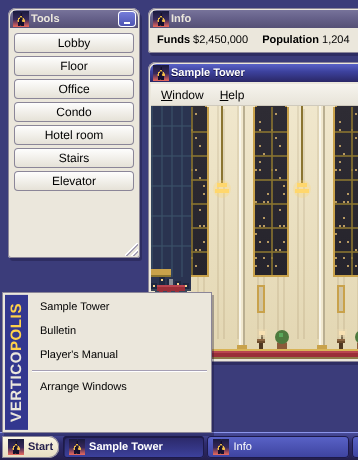 Tools
Lobby
Floor
Office
Condo
Hotel room
Stairs
Elevator
Info
Funds $2,450,000 Population 1,204
Sample Tower
Window Help
VERTICOPOLIS
Sample Tower
Bulletin
Player's Manual
Arrange Windows
Start
Sample Tower
Info